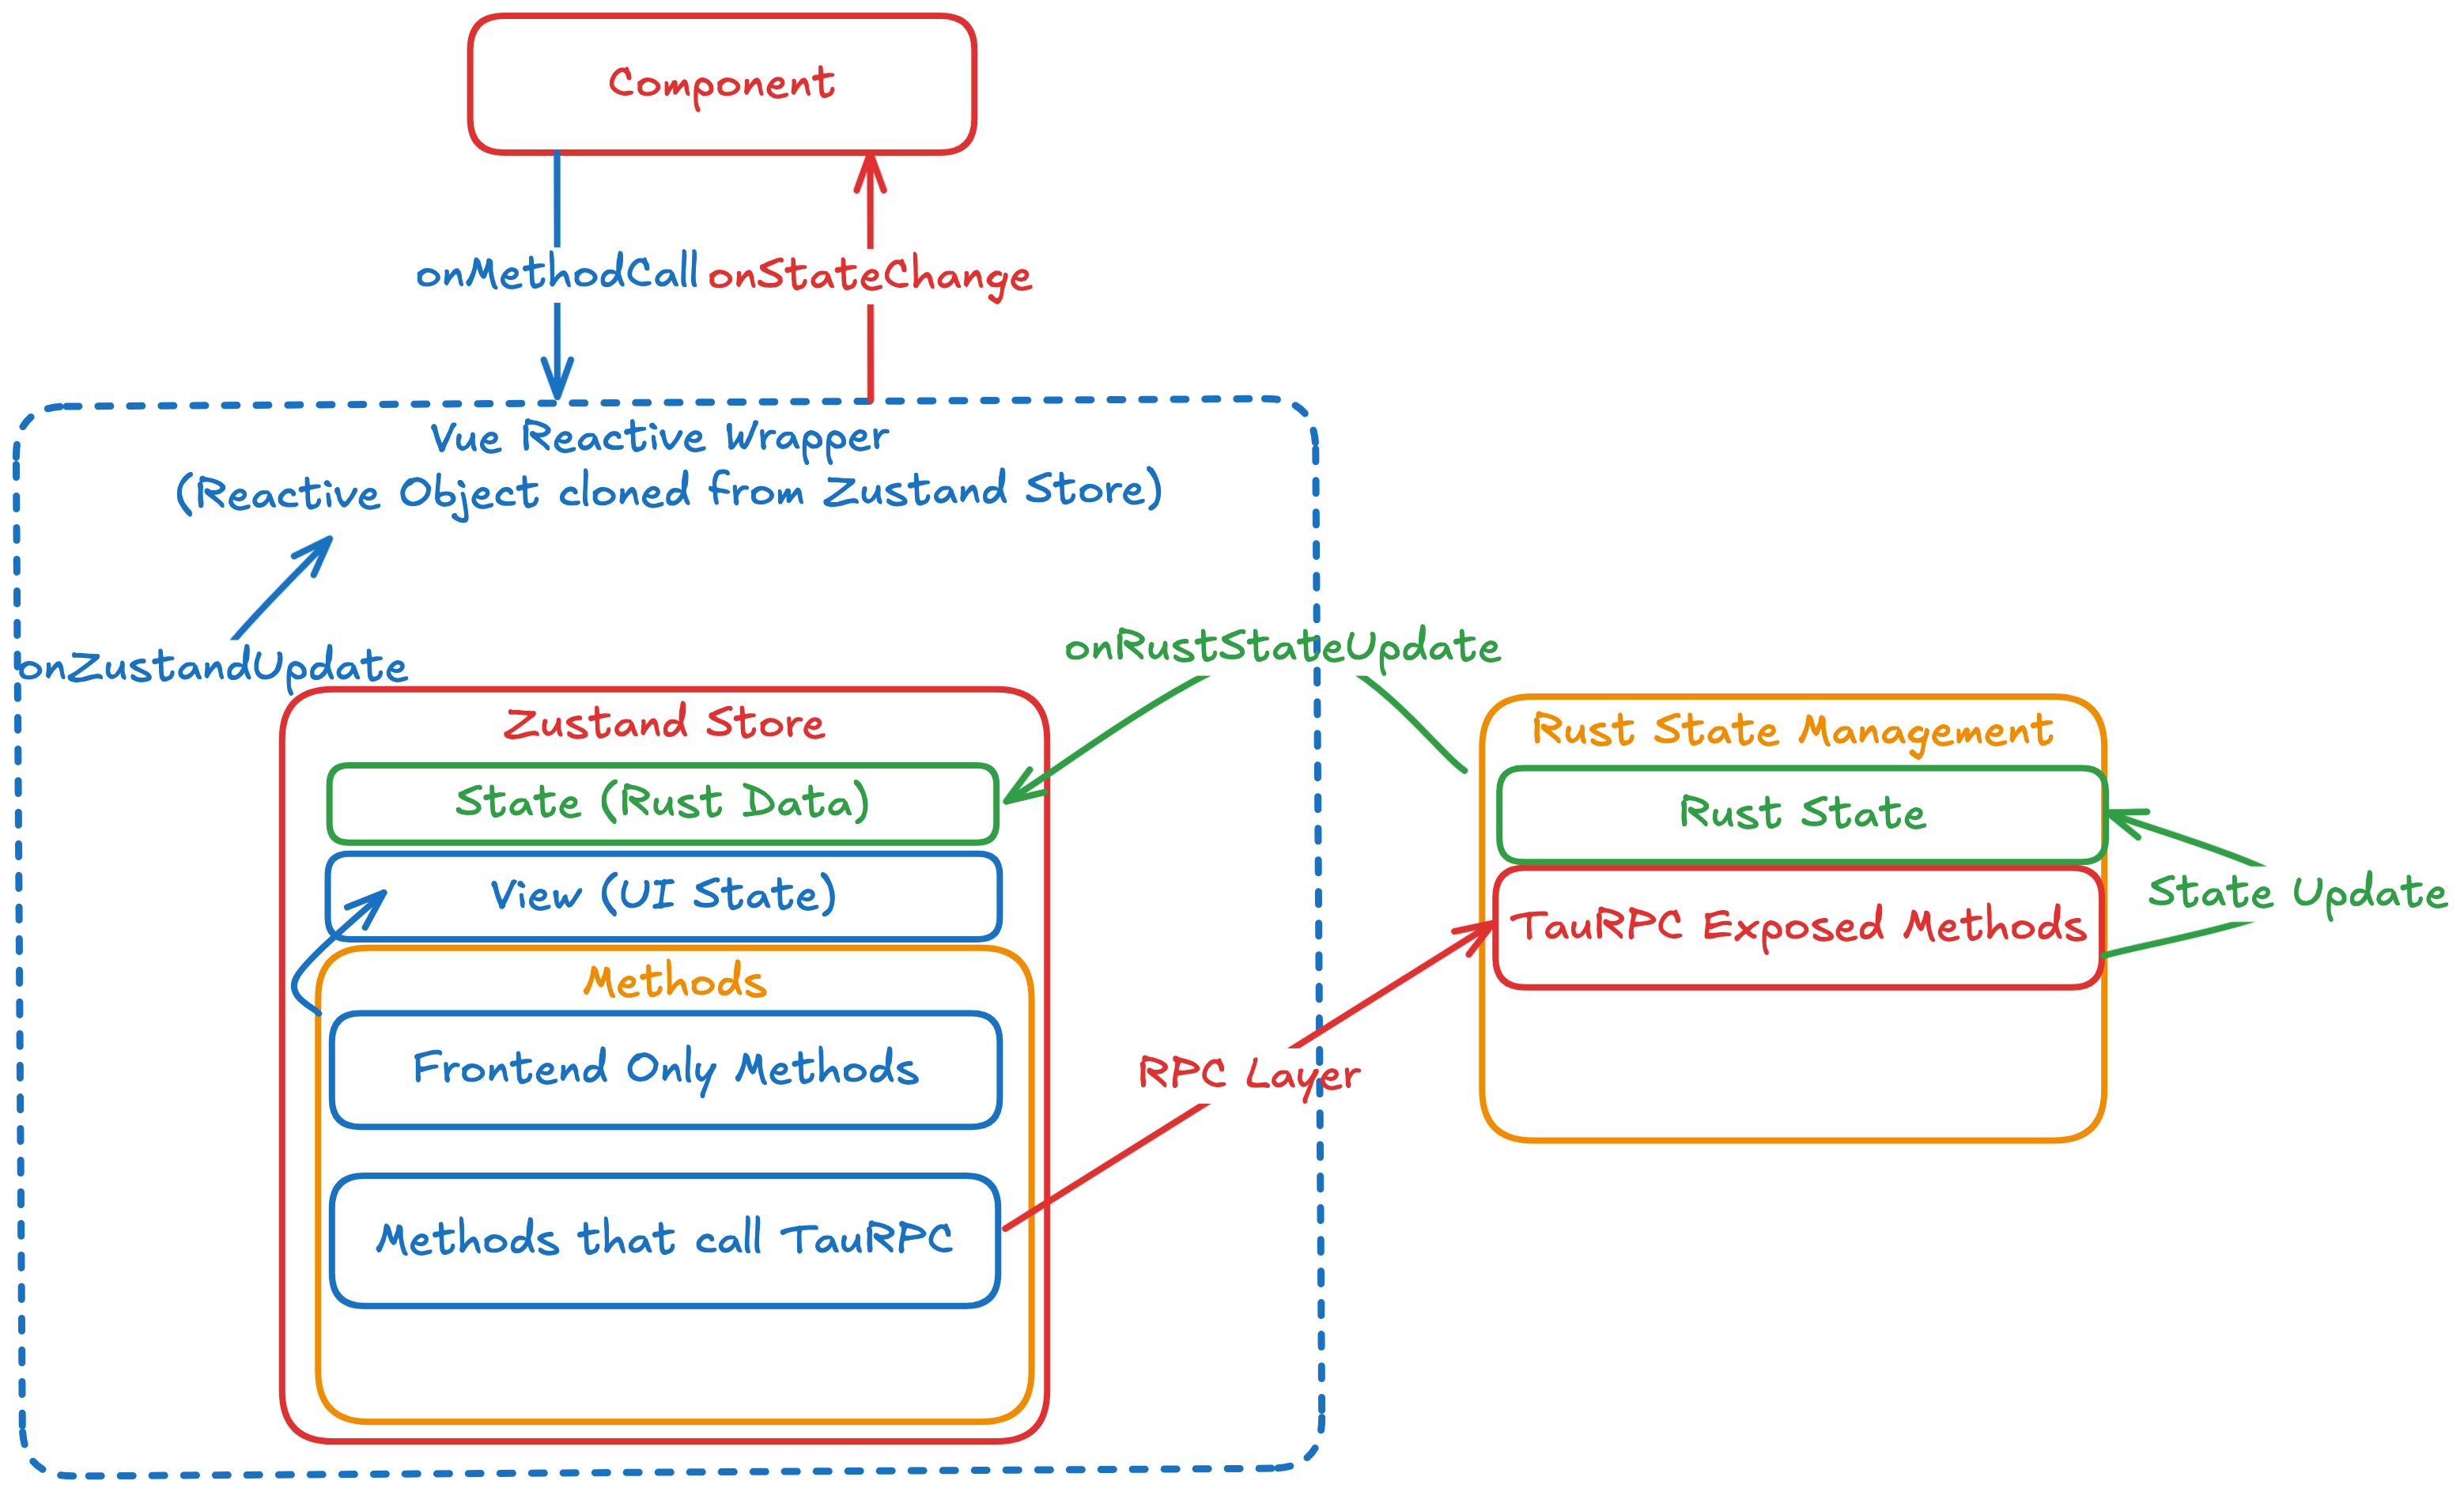 Component
onMethodCall
onStateChange
Vue Reactive Wrapper
(Reactive Object cloned from Zustand Store)
onZustandUpdate
onRustStateUpdate
Zustand Store
State (Rust Data)
View (UI State)
Methods
Frontend Only Methods
Methods that call TauRPC
RPC Layer
Rust State Management
Rust State
TauRPC Exposed Methods
State Update